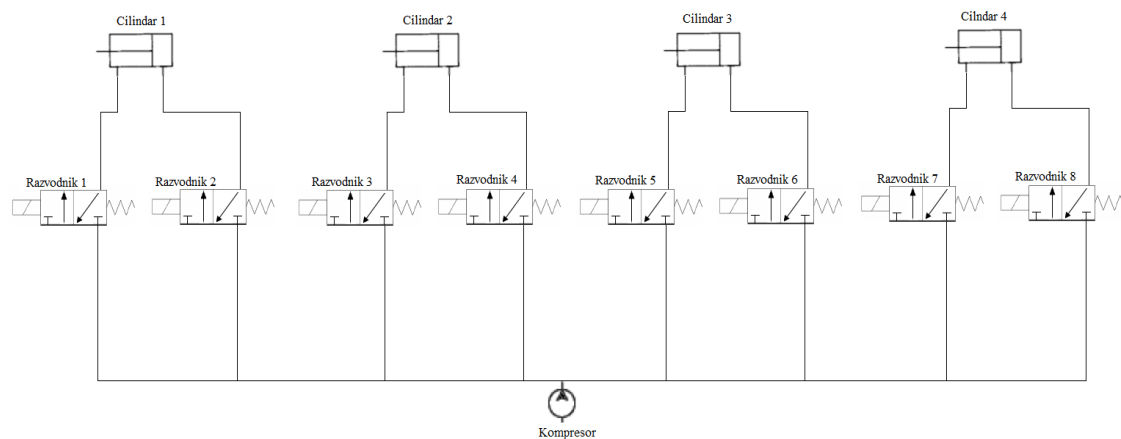 Cilindar 1
Cilindar 2
Cilindar 3
Cilndar 4
Razvodnik 1
Razvodnik 2
Razvodnik 3
Razvodnik 4
Razvodnik 5
Razvodnik 6
Razvodnik 7
Razvodnik 8
Kompresor